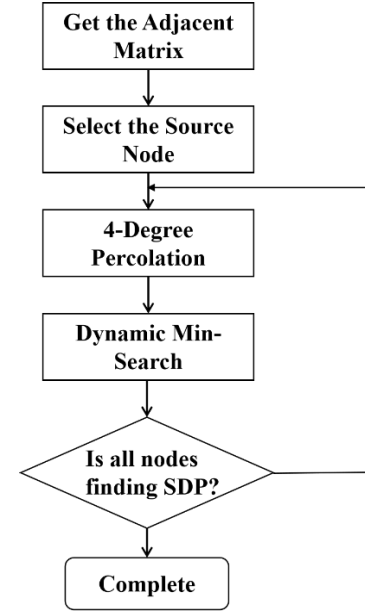 Get the Adjacent
Matrix
Select the Source
Node
4-Degree
Percolation
Dynamic Min-
Search
Is all nodes
finding SDP?
Complete